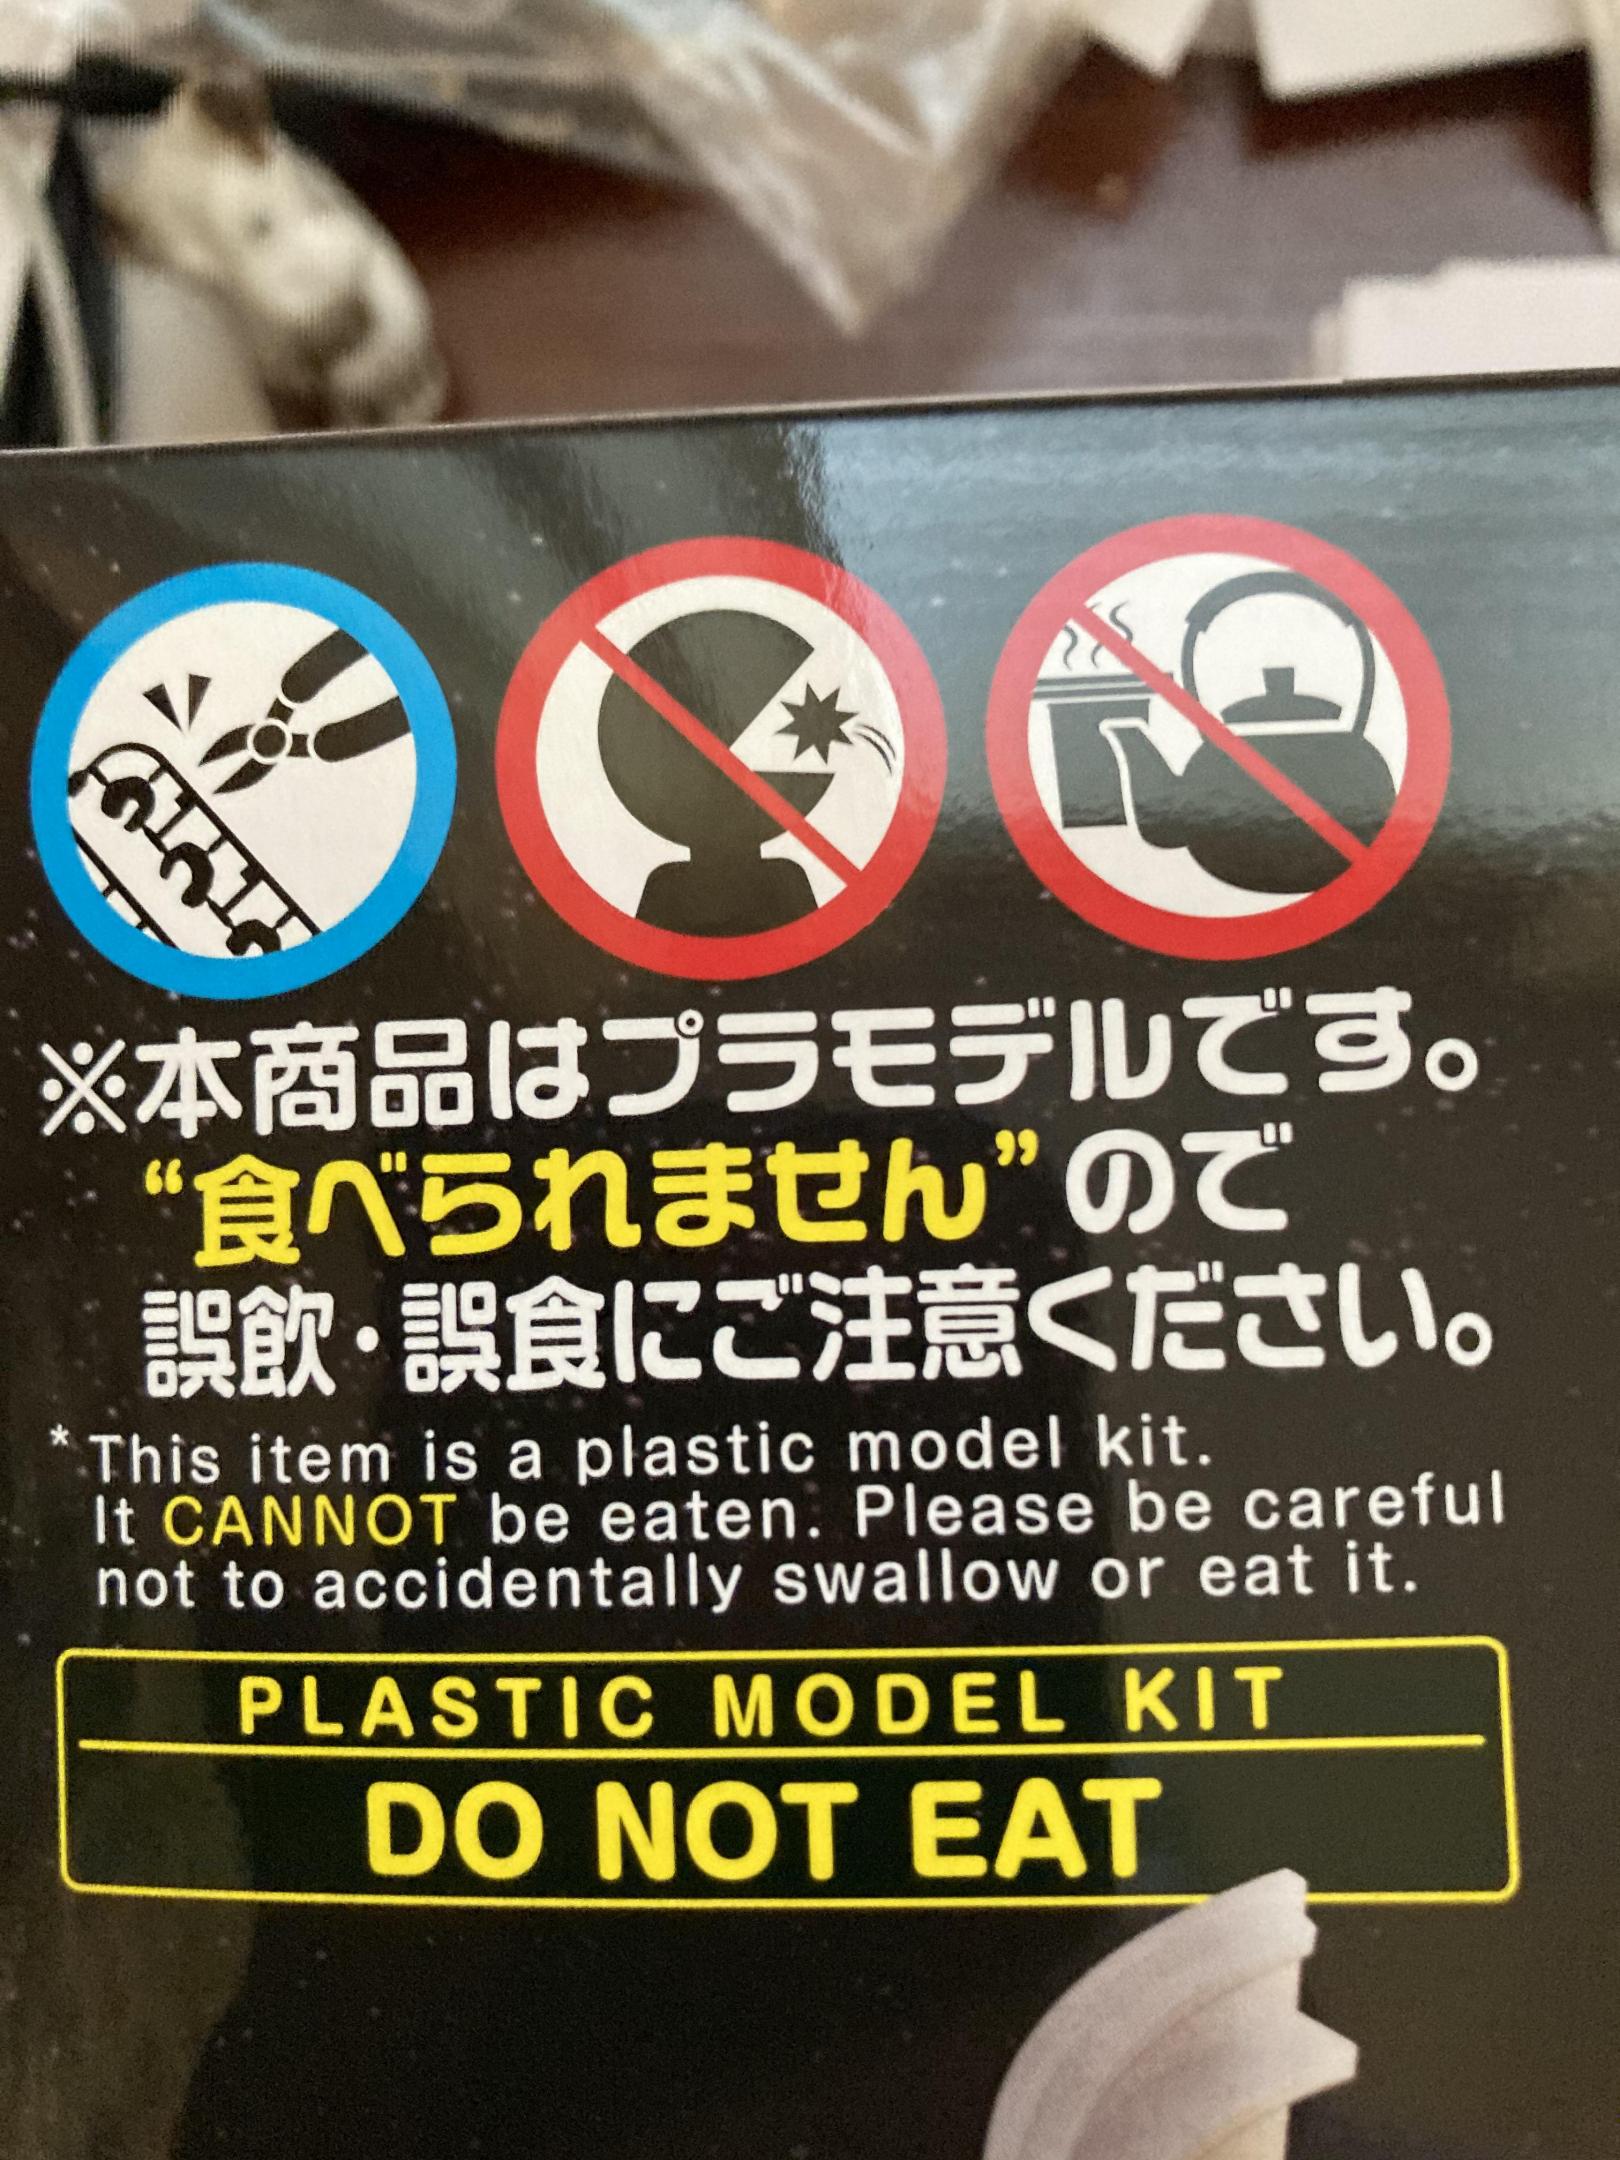 ※本商品はプラモデルです。
“食べられません”ので
誤飲・誤食にご注意ください。
*This item is a plastic model kit.
It CANNOT be eaten. Please be careful
not to accidentally swallow or eat it.
PLASTIC MODEL KIT
DO NOT EAT